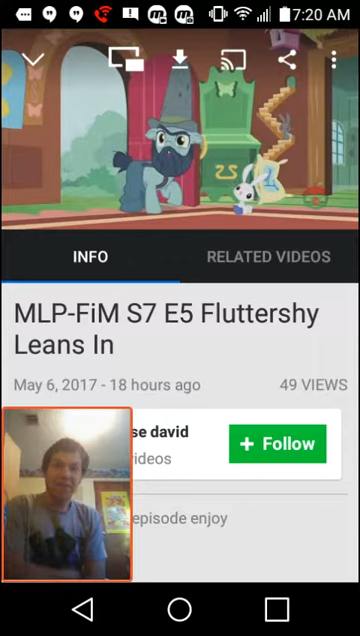 7:20 AM
INFO
RELATED VIDEOS
MLP-FiM S7 E5 Fluttershy
Leans In
May 6, 2017 - 18 hours ago
49 VIEWS
se david
videos
+ Follow
episode enjoy